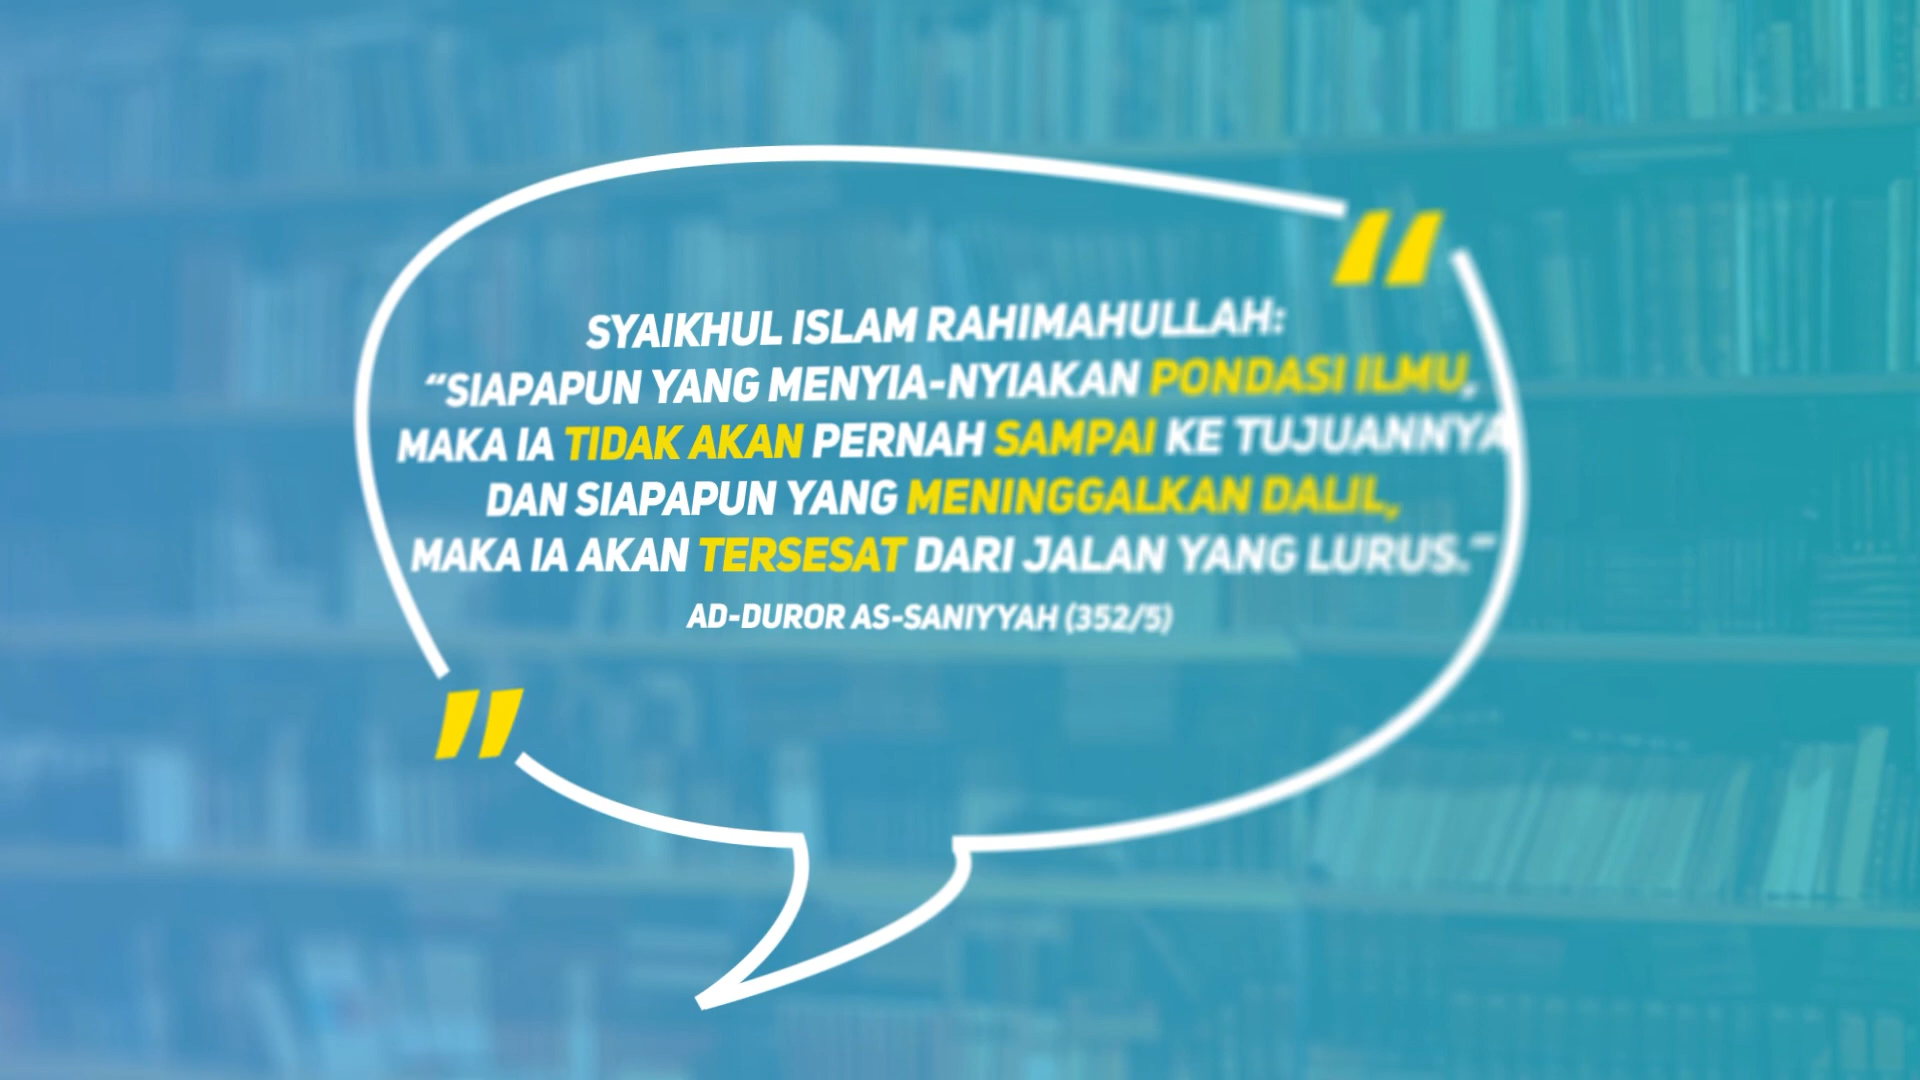 SYAIKHUL ISLAM RAHIMAHULLAH:
“SIAPAPUN YANG MENYIA-NYIAKAN PONDASI ILMU,
MAKA IA TIDAK AKAN PERNAH SAMPAI KE TUJUANNYA
DAN SIAPAPUN YANG MENINGGALKAN DALIL,
MAKA IA AKAN TERSESAT DARI JALAN YANG LURUS.”
AD-DUROR AS-SANIYYAH (352/5)